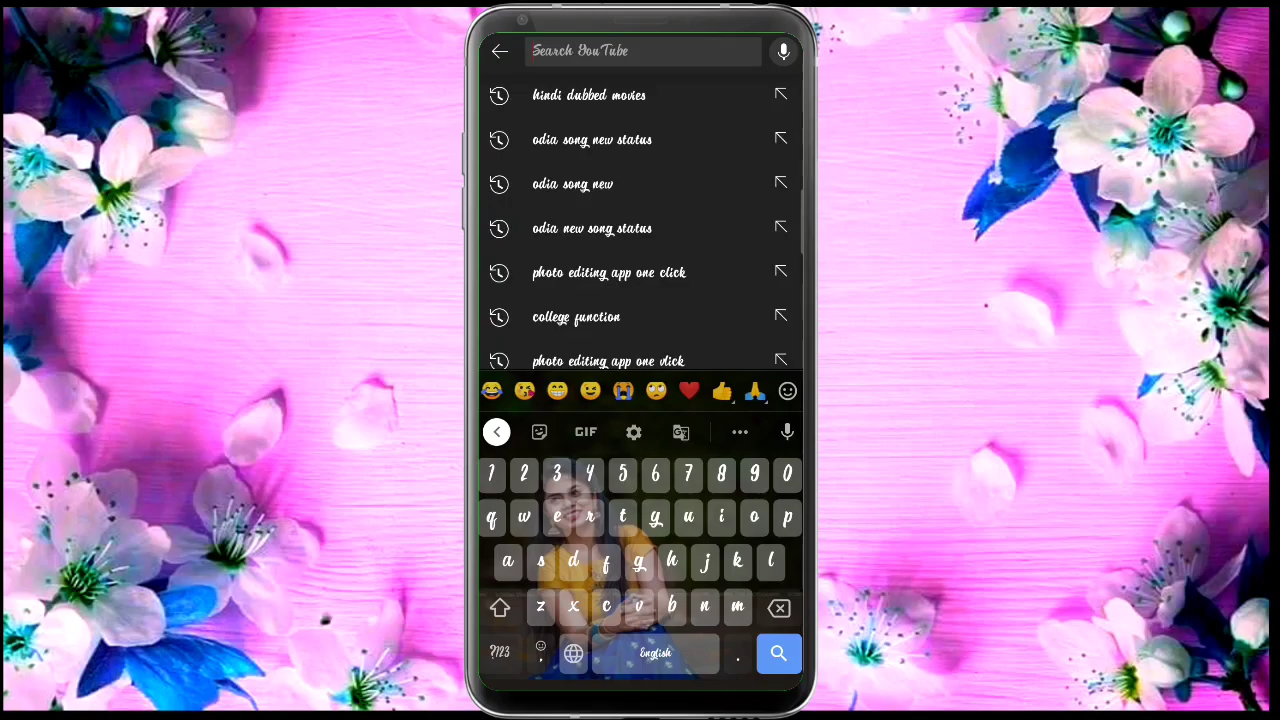 Search YouTube
hindi dubbed movies
odia song new status
odia song new
odia new song status
photo editing app one click
college function
photo editing app one vlick
GIF
1 2 3 4 5 6 7 8 9 0
q w e r t y u i o p
a s d f g h j k l
z x c v b n m
?123 , English .